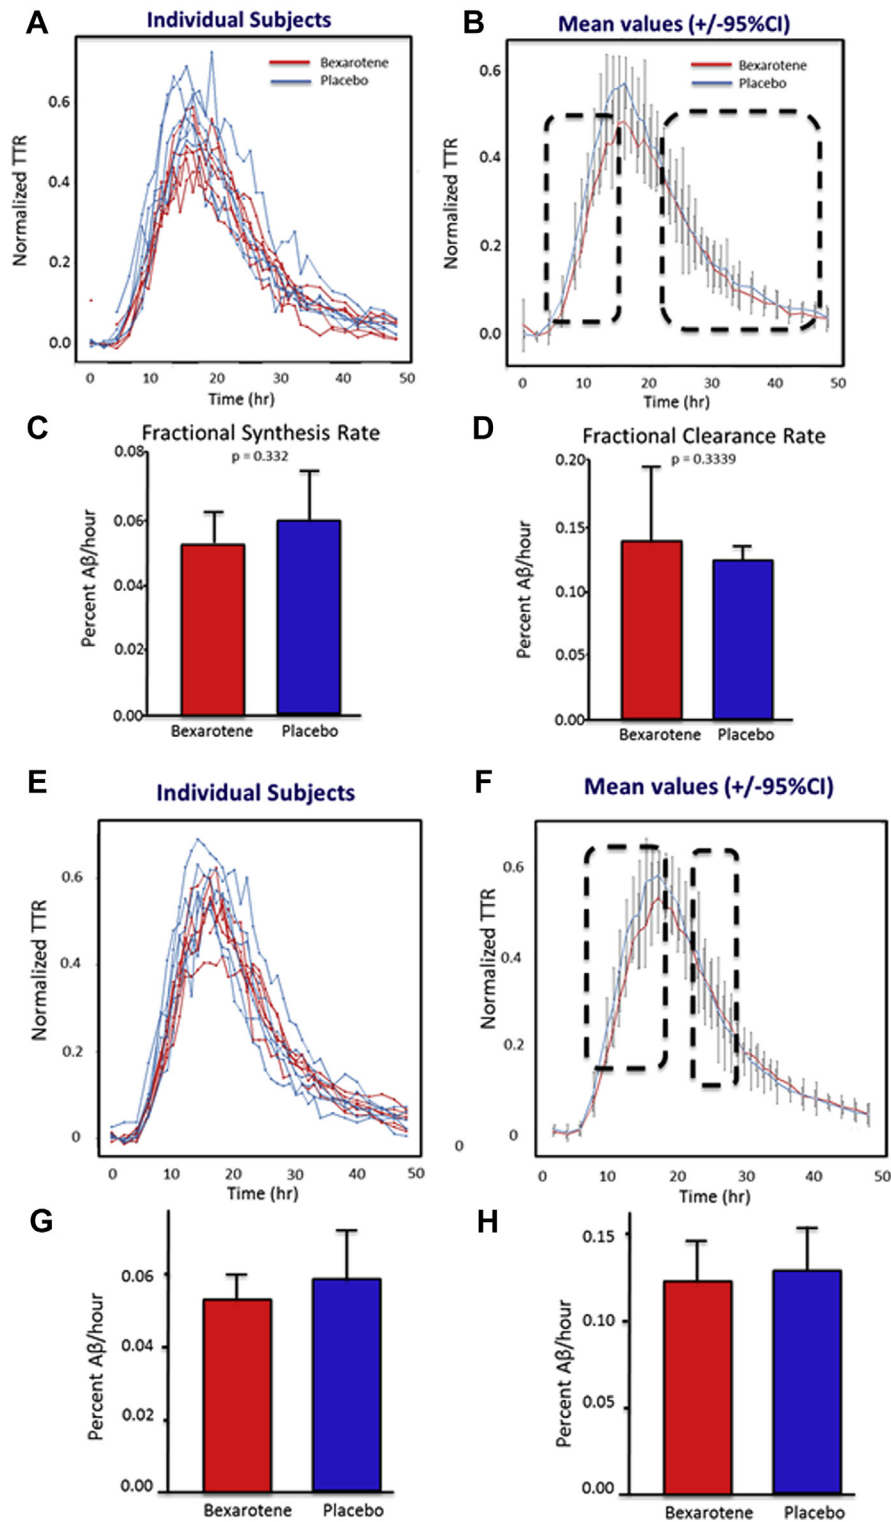 A
Individual Subjects
Bexarotene
Placebo
Normalized TTR
0.6
0.4
0.2
0.0
0 10 20 30 40 50
Time (hr)
B
Mean values (+/-95%CI)
Bexarotene
Placebo
Normalized TTR
0.6
0.4
0.2
0.0
0 10 20 30 40 50
Time (hr)
C
Fractional Synthesis Rate
p = 0.332
Percent Aβ/hour
0.08
0.06
0.04
0.02
0.00
Bexarotene Placebo
D
Fractional Clearance Rate
p = 0.3339
Percent Aβ/hour
0.20
0.15
0.10
0.05
0.00
Bexarotene Placebo
E
Individual Subjects
Normalized TTR
0.6
0.4
0.2
0
0 10 20 30 40 50
Time (hr)
0
F
Mean values (+/-95%CI)
Normalized TTR
0.6
0.4
0.2
0
0 10 20 30 40 50
Time (hr)
G
Percent Aβ/hour
0.06
0.04
0.02
0.00
Bexarotene Placebo
H
Percent Aβ/hour
0.15
0.10
0.05
0.00
Bexarotene Placebo